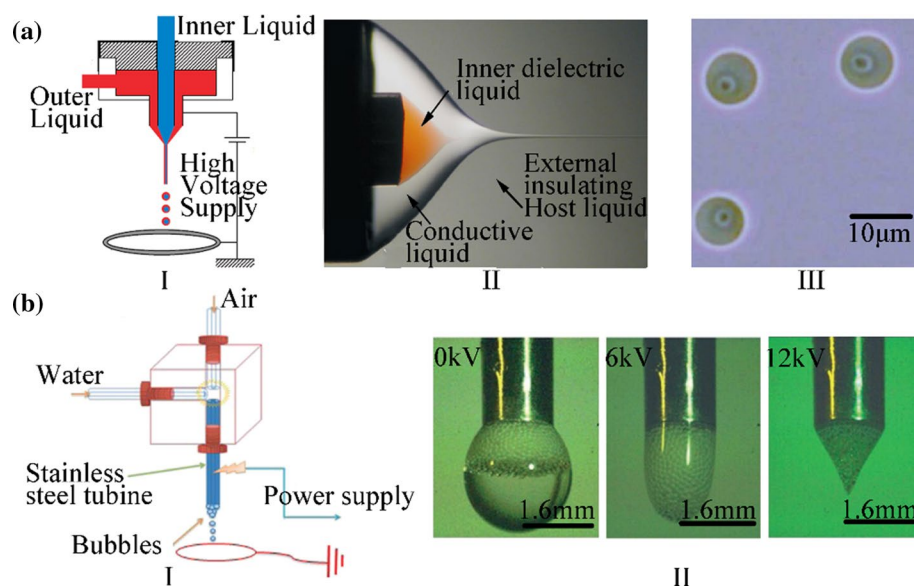 (a)
Inner Liquid
Outer
Liquid
High
Voltage
Supply
I
Inner dielectric
liquid
External
insulating
Host liquid
Conductive
liquid
II
10μm
III
(b)
Air
Water
Stainless
steel tubine
Power supply
Bubbles
I
0kV
1.6mm
6kV
1.6mm
12kV
1.6mm
II